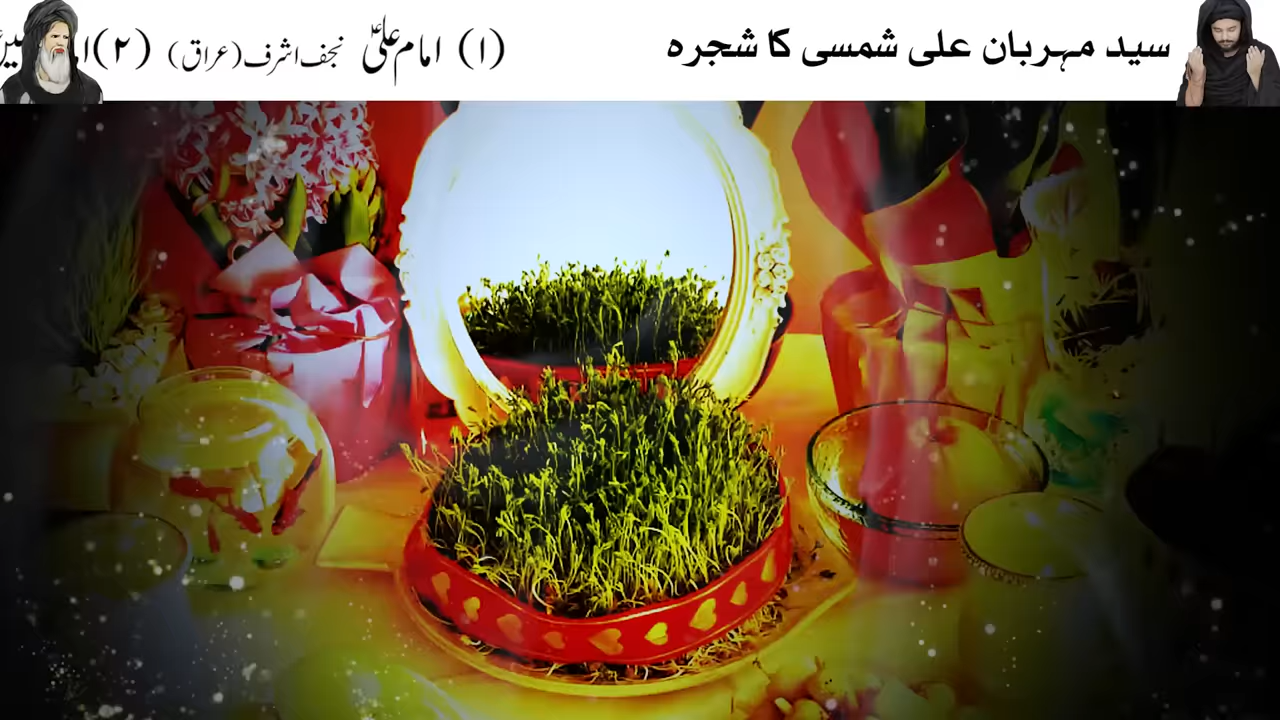 سید مہربان علی شمسی کا شجرہ (۱) امام علیؑ نجف اشرف (عراق) (۲)